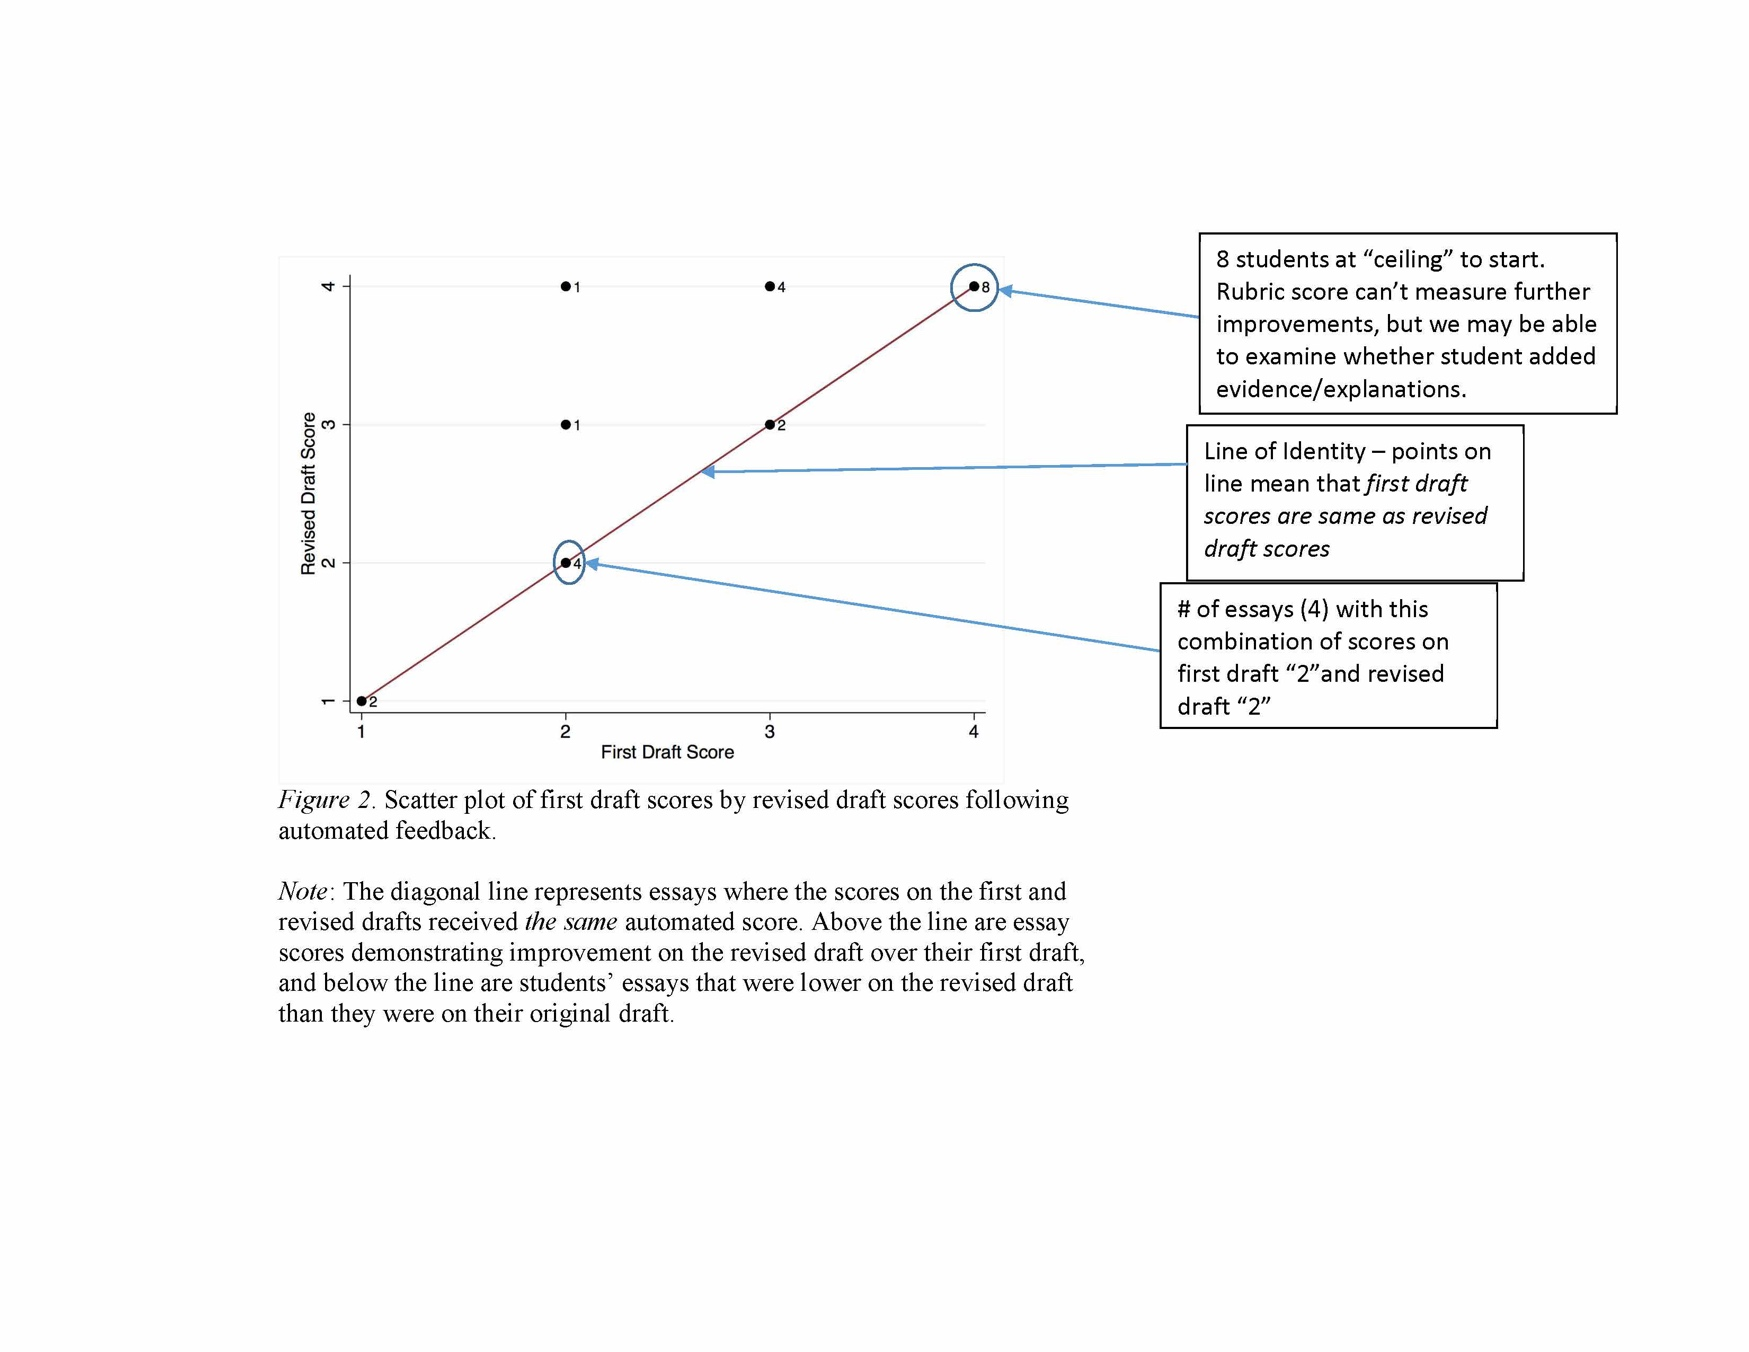 8 students at “ceiling” to start.
Rubric score can’t measure further
improvements, but we may be able
to examine whether student added
evidence/explanations.
Line of Identity – points on
line mean that first draft
scores are same as revised
draft scores
# of essays (4) with this
combination of scores on
first draft “2”and revised
draft “2”
Revised Draft Score
4
3
2
1
1
4
8
1
2
4
2
1
2
3
4
First Draft Score
Figure 2. Scatter plot of first draft scores by revised draft scores following
automated feedback.
Note: The diagonal line represents essays where the scores on the first and
revised drafts received the same automated score. Above the line are essay
scores demonstrating improvement on the revised draft over their first draft,
and below the line are students’ essays that were lower on the revised draft
than they were on their original draft.